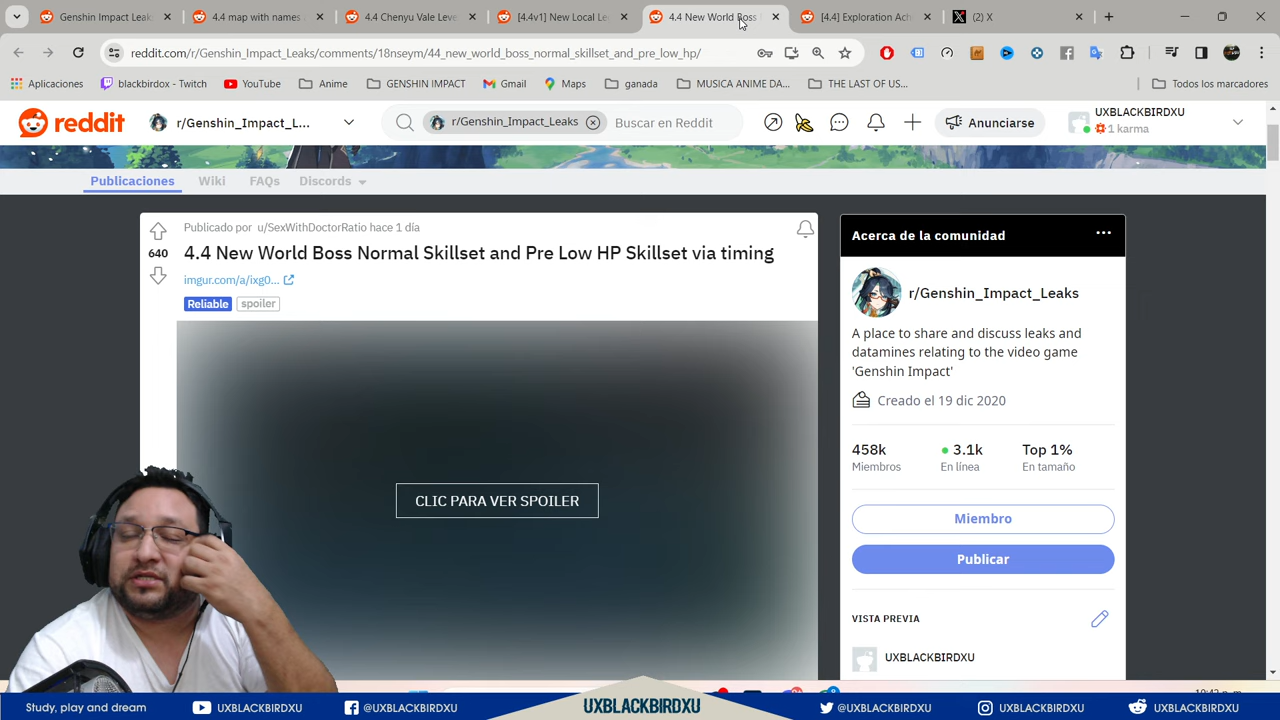 Genshin Impact Leaks
4.4 map with names
4.4 Chenyu Vale Leve
[4.4v1] New Local Le
4.4 New World Boss
[4.4] Exploration Ach
(2) X
reddit.com/r/Genshin_Impact_Leaks/comments/18nseym/44_new_world_boss_normal_skillset_and_pre_low_hp/
Aplicaciones
blackbirdox - Twitch
YouTube
Anime
GENSHIN IMPACT
Gmail
Maps
ganada
MUSICA ANIME DA...
THE LAST OF US...
Todos los marcadores
reddit
r/Genshin_Impact_L...
r/Genshin_Impact_Leaks
Buscar en Reddit
Anunciarse
UXBLACKBIRDXU
1 karma
Publicaciones
Wiki
FAQs
Discords
Publicado por u/SexWithDoctorRatio hace 1 día
640
4.4 New World Boss Normal Skillset and Pre Low HP Skillset via timing
imgur.com/a/ixg0...
Reliable
spoiler
CLIC PARA VER SPOILER
Acerca de la comunidad
r/Genshin_Impact_Leaks
A place to share and discuss leaks and
datamines relating to the video game
'Genshin Impact'
Creado el 19 dic 2020
458k
3.1k
Top 1%
Miembros
En línea
En tamaño
Miembro
Publicar
VISTA PREVIA
UXBLACKBIRDXU
Study, play and dream
UXBLACKBIRDXU
@UXBLACKBIRDXU
UXBLACKBIRDXU
@UXBLACKBIRDXU
UXBLACKBIRDXU
UXBLACKBIRDXU